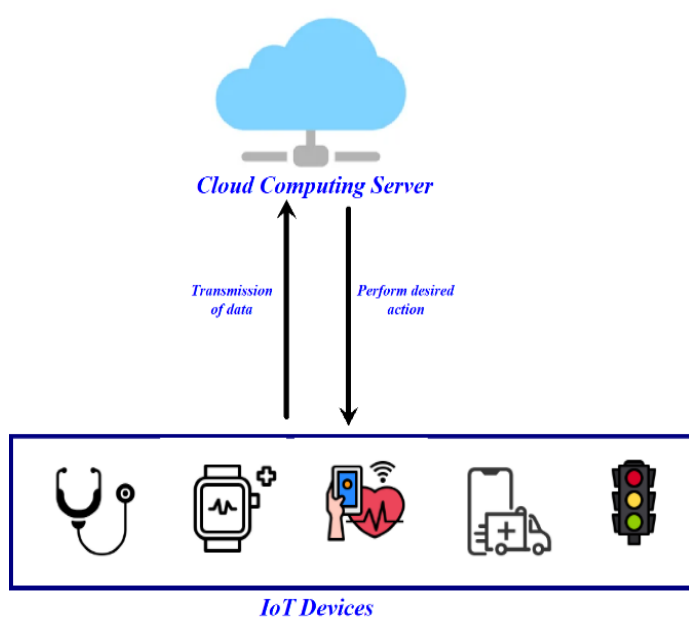 Cloud Computing Server
Transmission
of data
Perform desired
action
IoT Devices